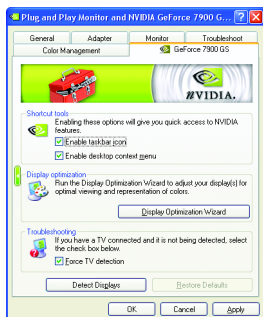 Plug and Play Monitor and NVIDIA GeForce 7900 G...
General
Adapter
Monitor
Troubleshoot
Color Management
GeForce 7900 GS
NVIDIA.
Shortcut tools
Enabling these options will give you quick access to NVIDIA
features.
Enable taskbar icon
Enable desktop context menu
Display optimization
Run the Display Optimization Wizard to adjust your display(s) for
optimal viewing and representation of colors.
Display Optimization Wizard
Troubleshooting
If you have a TV connected and it is not being detected, select
the check box below.
Force TV detection
Detect Displays
Restore Defaults
OK
Cancel
Apply